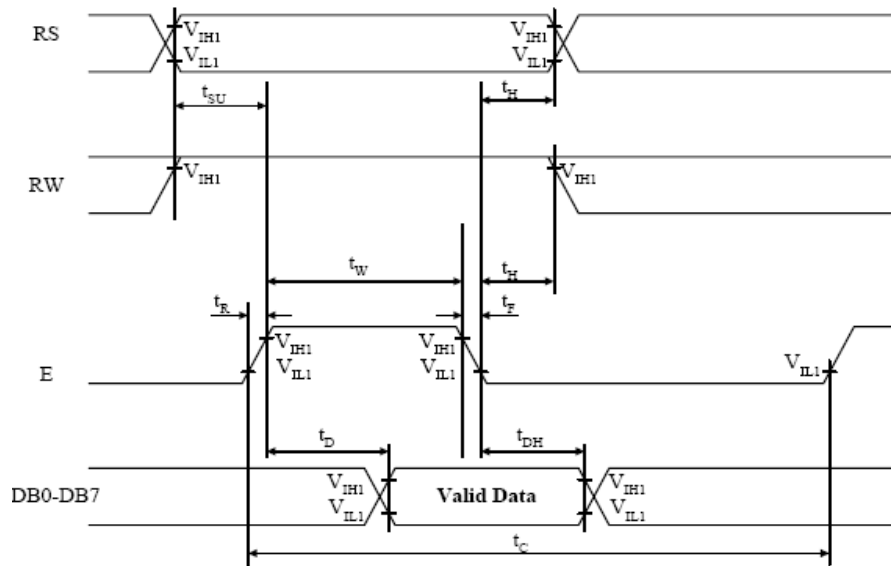 RS
V_IH1
V_IL1
V_IH1
V_IL1
t_SU
t_H
RW
V_IH1
V_IH1
t_W
t_H
t_R
t_F
E
V_IH1
V_IL1
V_IH1
V_IL1
V_IL1
t_D
t_DH
DB0-DB7
V_IH1
V_IL1
Valid Data
V_IH1
V_IL1
t_C